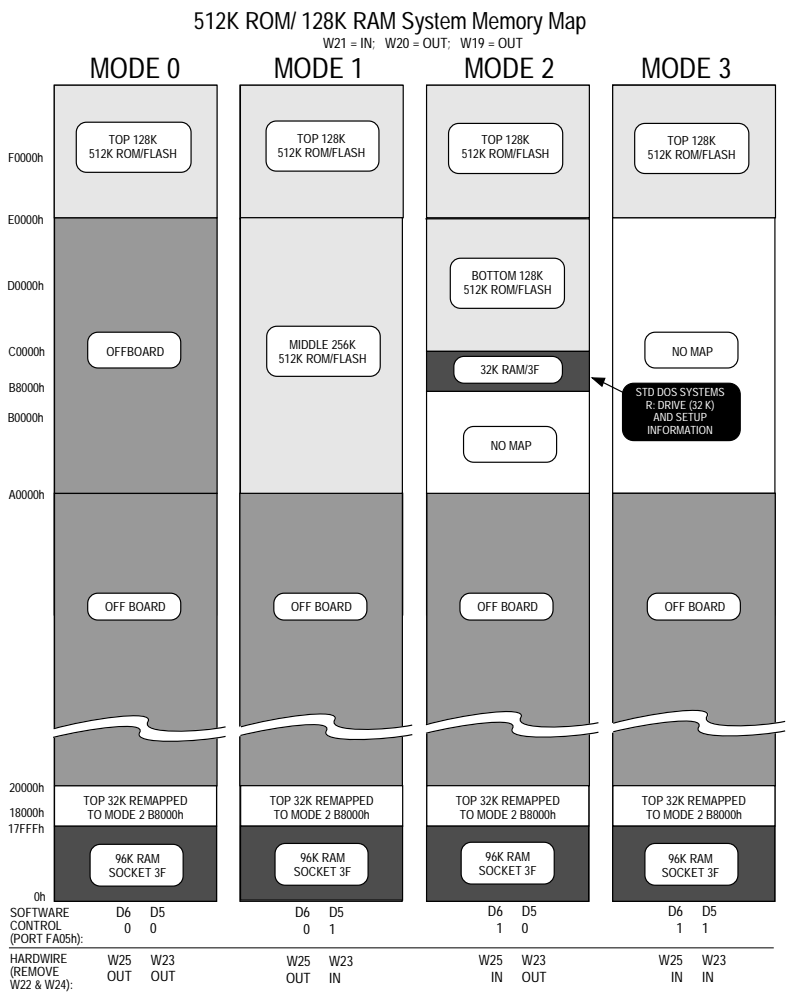 512K ROM/ 128K RAM System Memory Map
W21 = IN; W20 = OUT; W19 = OUT
MODE 0 MODE 1 MODE 2 MODE 3
TOP 128K
512K ROM/FLASH
TOP 128K
512K ROM/FLASH
TOP 128K
512K ROM/FLASH
TOP 128K
512K ROM/FLASH
F0000h
E0000h
D0000h
C0000h
B8000h
B0000h
A0000h
OFFBOARD
MIDDLE 256K
512K ROM/FLASH
BOTTOM 128K
512K ROM/FLASH
32K RAM/3F
NO MAP
NO MAP
STD DOS SYSTEMS
R: DRIVE (32 K)
AND SETUP
INFORMATION
OFF BOARD OFF BOARD OFF BOARD OFF BOARD
20000h
18000h
17FFFh
0h
TOP 32K REMAPPED
TO MODE 2 B8000h
TOP 32K REMAPPED
TO MODE 2 B8000h
TOP 32K REMAPPED
TO MODE 2 B8000h
TOP 32K REMAPPED
TO MODE 2 B8000h
96K RAM
SOCKET 3F
96K RAM
SOCKET 3F
96K RAM
SOCKET 3F
96K RAM
SOCKET 3F
SOFTWARE
CONTROL
(PORT FA05h):
D6 D5 D6 D5 D6 D5 D6 D5
0 0 0 1 1 0 1 1
HARDWIRE
(REMOVE
W22 & W24):
W25 W23 W25 W23 W25 W23 W25 W23
OUT OUT OUT IN IN OUT IN IN